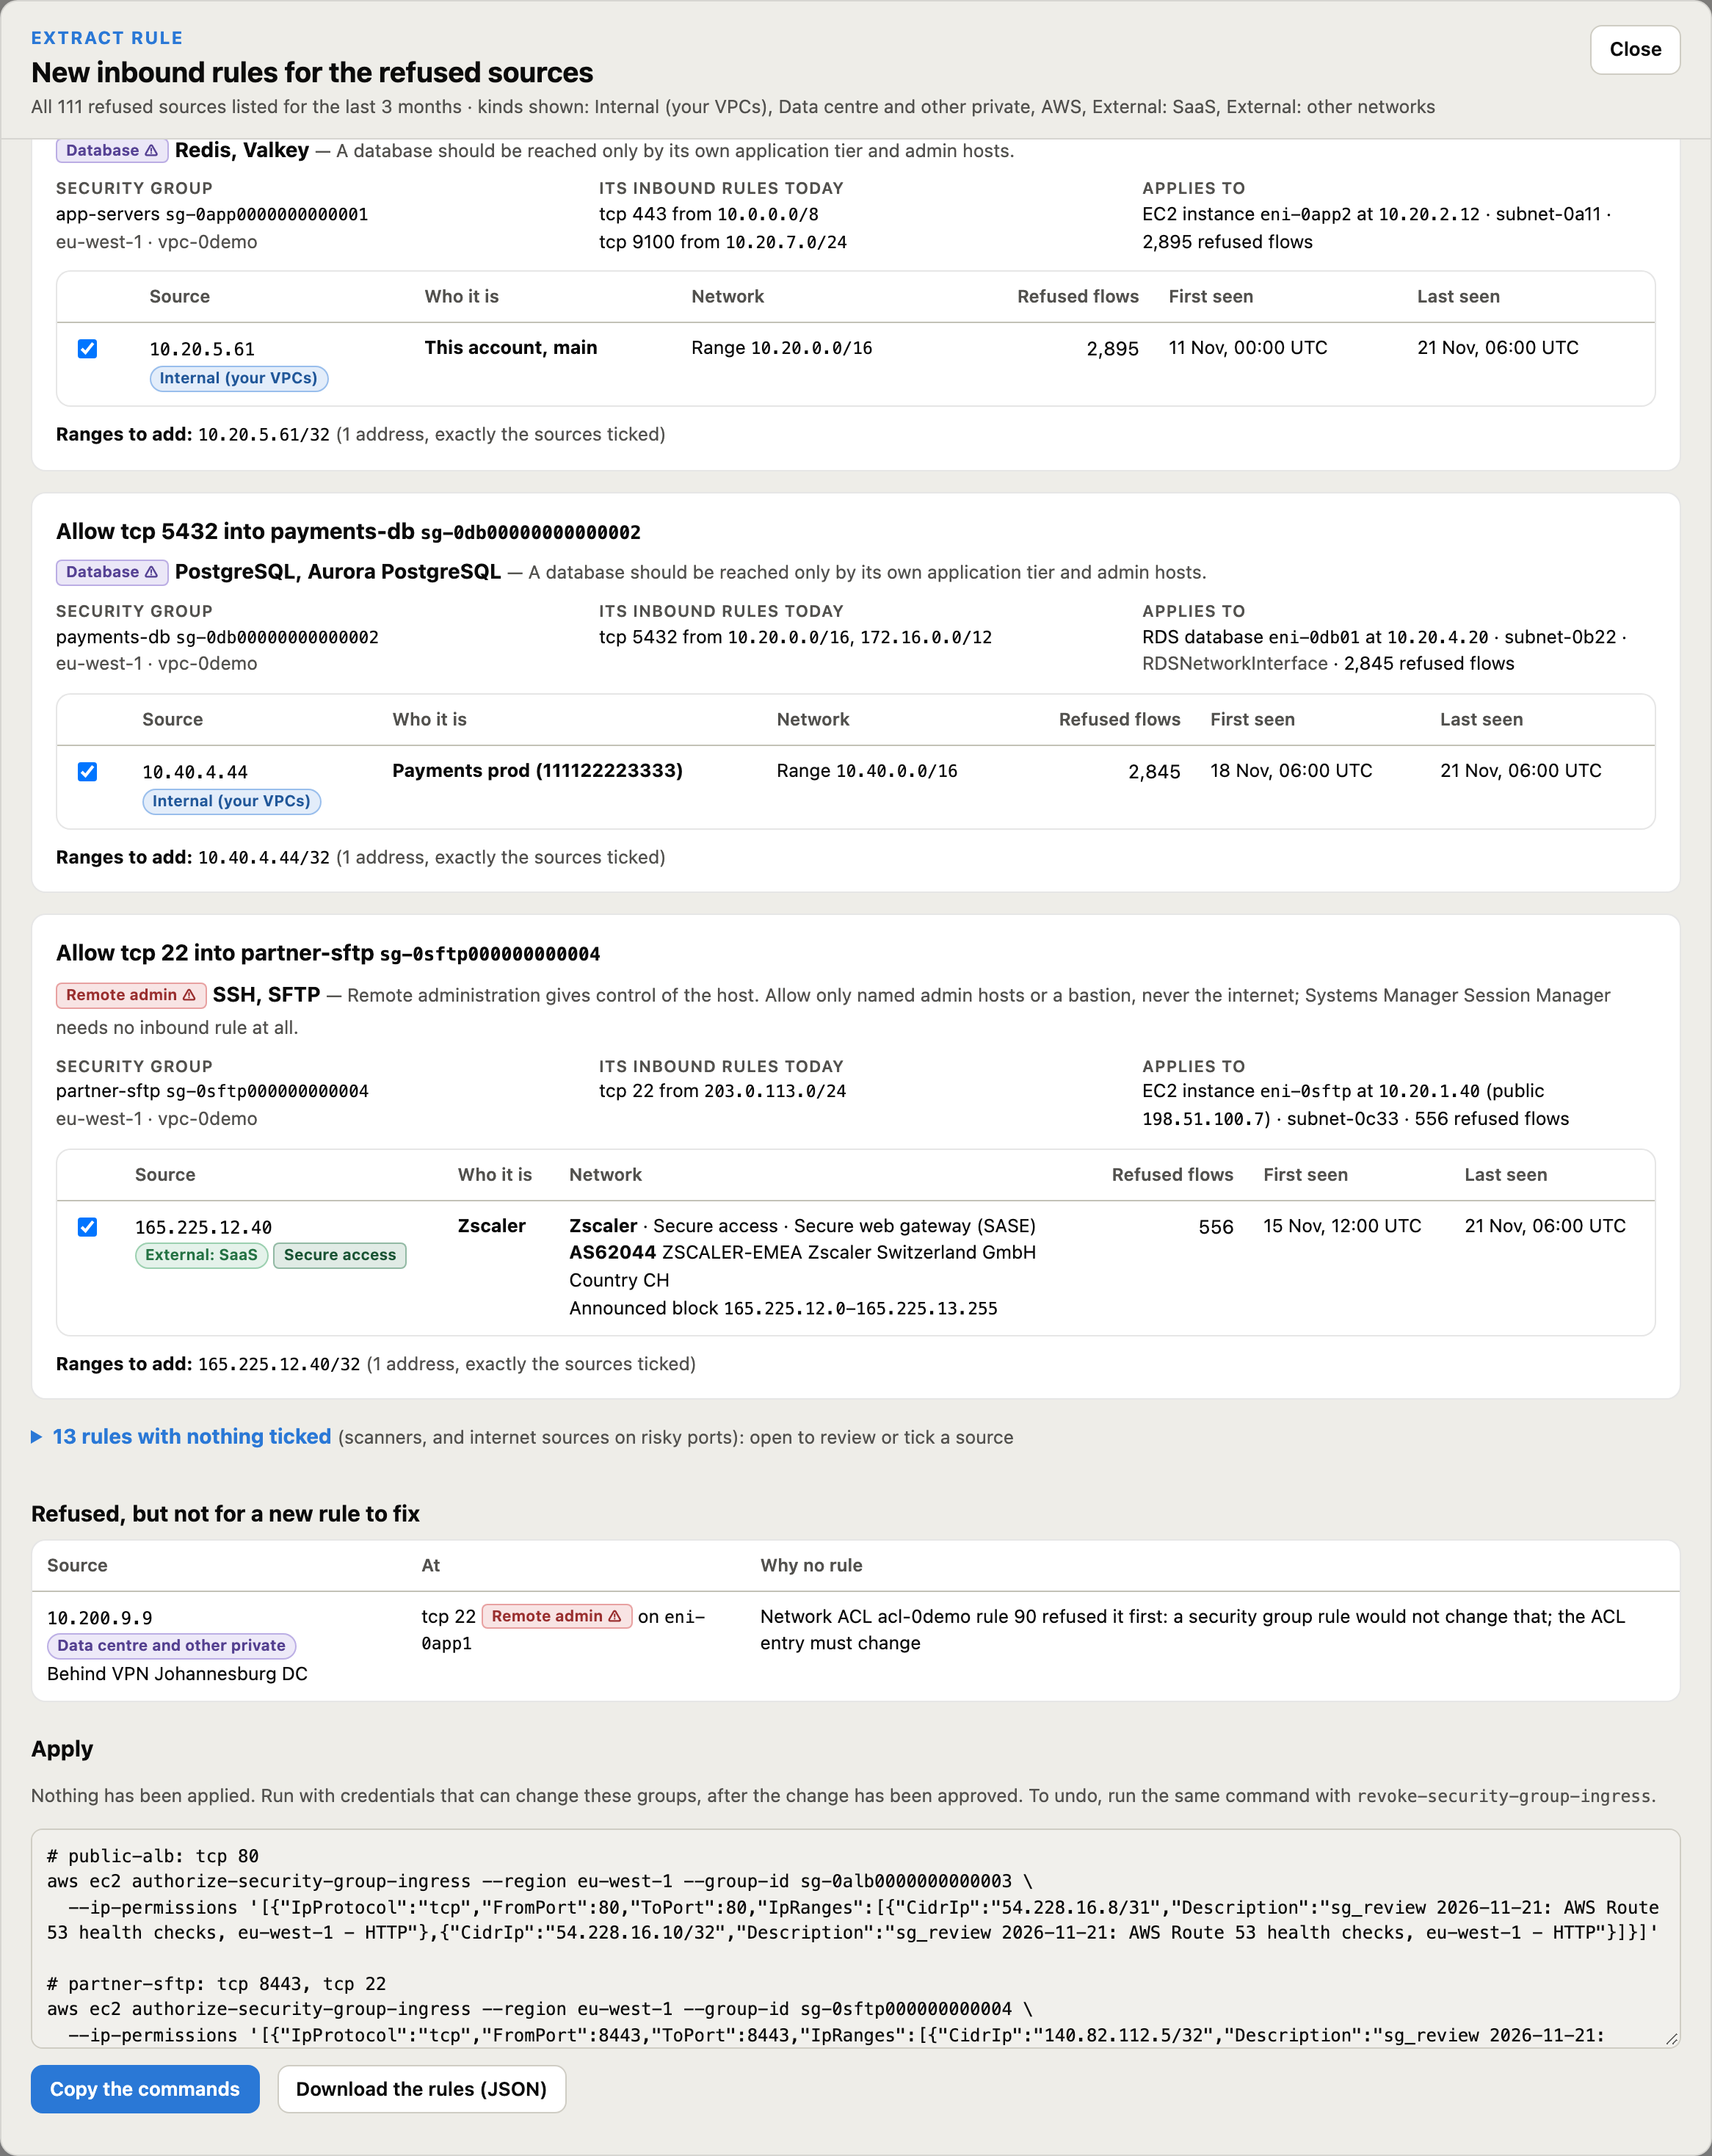 EXTRACT RULE
New inbound rules for the refused sources
All 111 refused sources listed for the last 3 months · kinds shown: Internal (your VPCs), Data centre and other private, AWS, External: SaaS, External: other networks
Close
Database ⚠ Redis, Valkey — A database should be reached only by its own application tier and admin hosts.
SECURITY GROUP
app-servers sg-0app0000000000001
eu-west-1 · vpc-0demo
ITS INBOUND RULES TODAY
tcp 443 from 10.0.0.0/8
tcp 9100 from 10.20.7.0/24
APPLIES TO
EC2 instance eni-0app2 at 10.20.2.12 · subnet-0a11 ·
2,895 refused flows
Source Who it is Network Refused flows First seen Last seen
10.20.5.61 This account, main Range 10.20.0.0/16 2,895 11 Nov, 00:00 UTC 21 Nov, 06:00 UTC
Internal (your VPCs)
Ranges to add: 10.20.5.61/32 (1 address, exactly the sources ticked)
Allow tcp 5432 into payments-db sg-0db00000000000002
Database ⚠ PostgreSQL, Aurora PostgreSQL — A database should be reached only by its own application tier and admin hosts.
SECURITY GROUP
payments-db sg-0db00000000000002
eu-west-1 · vpc-0demo
ITS INBOUND RULES TODAY
tcp 5432 from 10.20.0.0/16, 172.16.0.0/12
APPLIES TO
RDS database eni-0db01 at 10.20.4.20 · subnet-0b22 ·
RDSNetworkInterface · 2,845 refused flows
Source Who it is Network Refused flows First seen Last seen
10.40.4.44 Payments prod (111122223333) Range 10.40.0.0/16 2,845 18 Nov, 06:00 UTC 21 Nov, 06:00 UTC
Internal (your VPCs)
Ranges to add: 10.40.4.44/32 (1 address, exactly the sources ticked)
Allow tcp 22 into partner-sftp sg-0sftp000000000004
Remote admin ⚠ SSH, SFTP — Remote administration gives control of the host. Allow only named admin hosts or a bastion, never the internet; Systems Manager Session Manager
needs no inbound rule at all.
SECURITY GROUP
partner-sftp sg-0sftp000000000004
eu-west-1 · vpc-0demo
ITS INBOUND RULES TODAY
tcp 22 from 203.0.113.0/24
APPLIES TO
EC2 instance eni-0sftp at 10.20.1.40 (public
198.51.100.7) · subnet-0c33 · 556 refused flows
Source Who it is Network Refused flows First seen Last seen
165.225.12.40 Zscaler Zscaler · Secure access · Secure web gateway (SASE) 556 15 Nov, 12:00 UTC 21 Nov, 06:00 UTC
External: SaaS Secure access AS62044 ZSCALER-EMEA Zscaler Switzerland GmbH
Country CH
Announced block 165.225.12.0–165.225.13.255
Ranges to add: 165.225.12.40/32 (1 address, exactly the sources ticked)
▶ 13 rules with nothing ticked (scanners, and internet sources on risky ports): open to review or tick a source
Refused, but not for a new rule to fix
Source At Why no rule
10.200.9.9 tcp 22 Remote admin ⚠ on eni- Network ACL acl-0demo rule 90 refused it first: a security group rule would not change that; the ACL
Data centre and other private 0app1 entry must change
Behind VPN Johannesburg DC
Apply
Nothing has been applied. Run with credentials that can change these groups, after the change has been approved. To undo, run the same command with revoke-security-group-ingress.
# public-alb: tcp 80
aws ec2 authorize-security-group-ingress --region eu-west-1 --group-id sg-0alb0000000000003 \
--ip-permissions '[{"IpProtocol":"tcp","FromPort":80,"ToPort":80,"IpRanges":[{"CidrIp":"54.228.16.8/31","Description":"sg_review 2026-11-21: AWS Route
53 health checks, eu-west-1 - HTTP"},{"CidrIp":"54.228.16.10/32","Description":"sg_review 2026-11-21: AWS Route 53 health checks, eu-west-1 - HTTP"}]}]'
# partner-sftp: tcp 8443, tcp 22
aws ec2 authorize-security-group-ingress --region eu-west-1 --group-id sg-0sftp000000000004 \
--ip-permissions '[{"IpProtocol":"tcp","FromPort":8443,"ToPort":8443,"IpRanges":[{"CidrIp":"140.82.112.5/32","Description":"sg_review 2026-11-21:
Copy the commands
Download the rules (JSON)